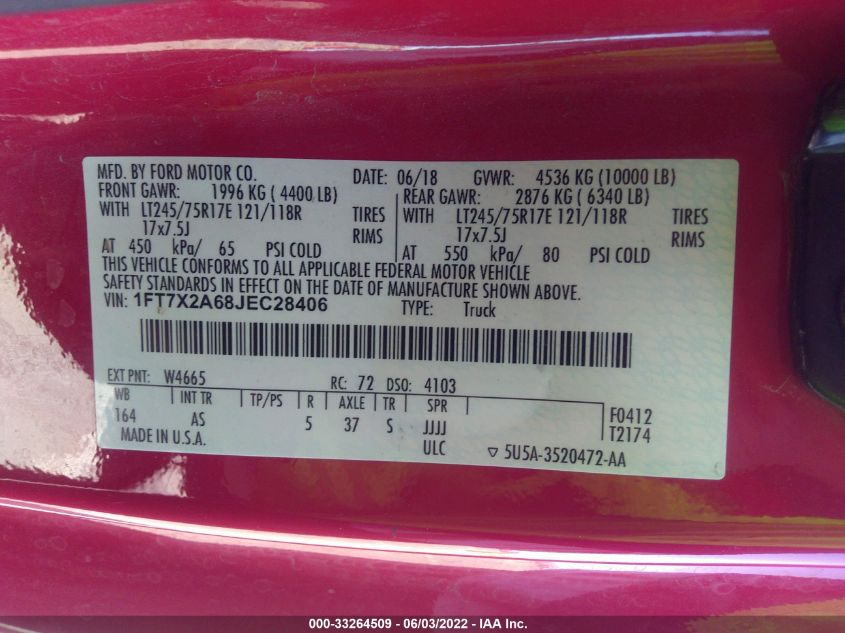 MFD. BY FORD MOTOR CO. DATE: 06/18 GVWR: 4536 KG (10000 LB)
FRONT GAWR: 1996 KG ( 4400 LB) REAR GAWR: 2876 KG ( 6340 LB)
WITH LT245/75R17E 121/118R TIRES WITH LT245/75R17E 121/118R TIRES
17x7.5J RIMS 17x7.5J RIMS
AT 450 kPa/ 65 PSI COLD AT 550 kPa/ 80 PSI COLD
THIS VEHICLE CONFORMS TO ALL APPLICABLE FEDERAL MOTOR VEHICLE
SAFETY STANDARDS IN EFFECT ON THE DATE OF MANUFACTURE SHOWN ABOVE.
VIN: 1FT7X2A68JEC28406 TYPE: Truck
EXT PNT: W4665 RC: 72 DSO: 4103
WB INT TR TP/PS R AXLE TR SPR F0412
164 AS 5 37 S JJJJ T2174
MADE IN U.S.A. ULC ▽ 5U5A-3520472-AA
000-33264509 - 06/03/2022 - IAA Inc.